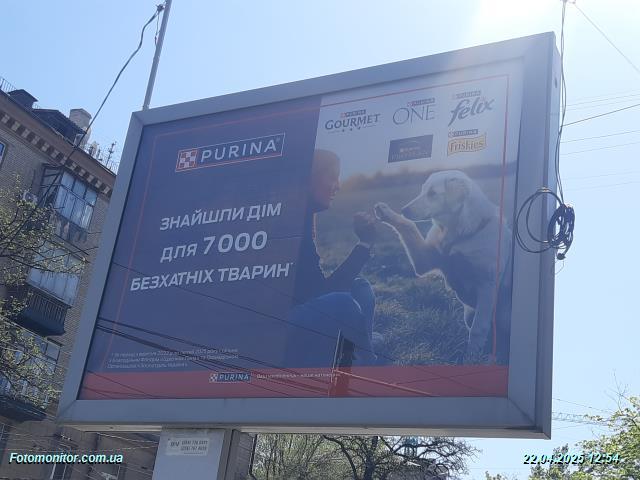 PURINA
ЗНАЙШЛИ ДІМ
ДЛЯ 7000
БЕЗХАТНІХ ТВАРИН*
PURINA
GOURMET
PURINA
ONE
PURINA
felix
PURINA
PURINA
Friskies
PURINA
Fotomonitor.com.ua
22.04.2025 12:54